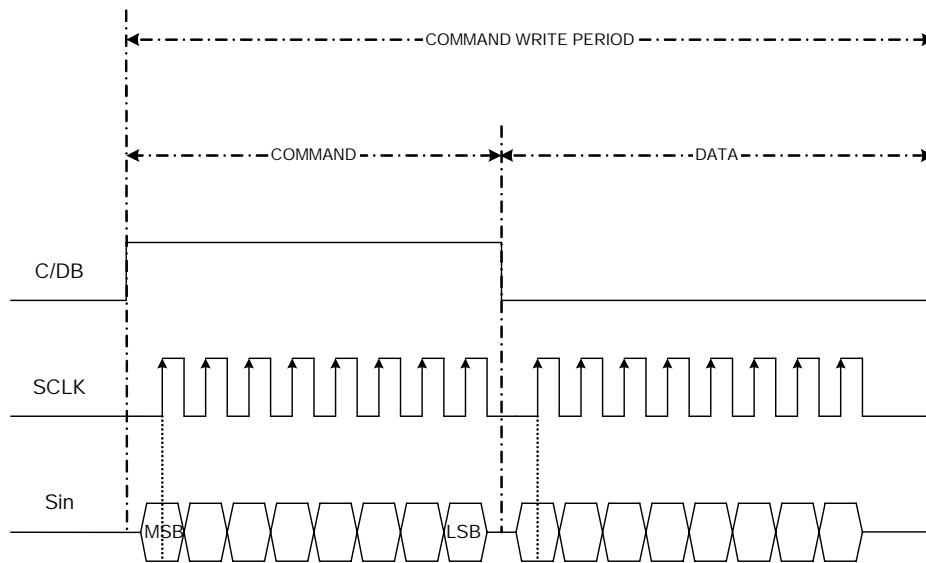 COMMAND WRITE PERIOD
COMMAND
DATA
C/DB
SCLK
Sin
MSB
LSB